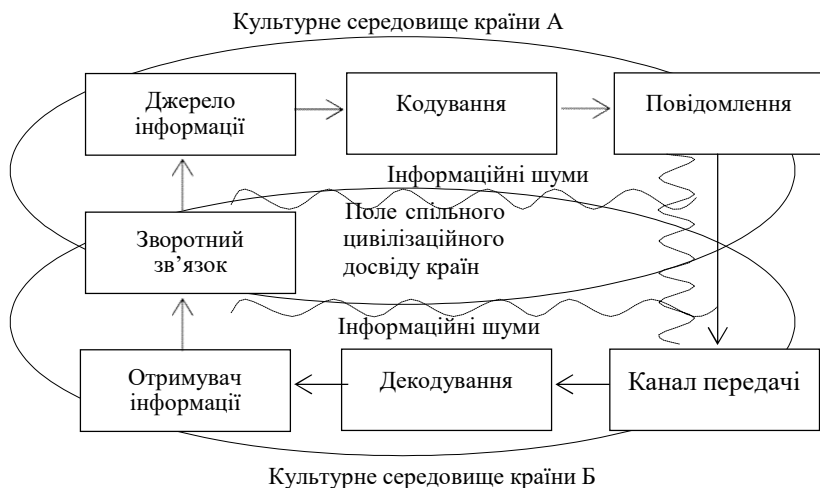 Культурне середовище країни А
Джерело
інформації
Кодування
Повідомлення
Інформаційні шуми
Поле спільного
цивілізаційного
досвіду країн
Зворотний
зв’язок
Інформаційні шуми
Отримувач
інформації
Декодування
Канал передачі
Культурне середовище країни Б